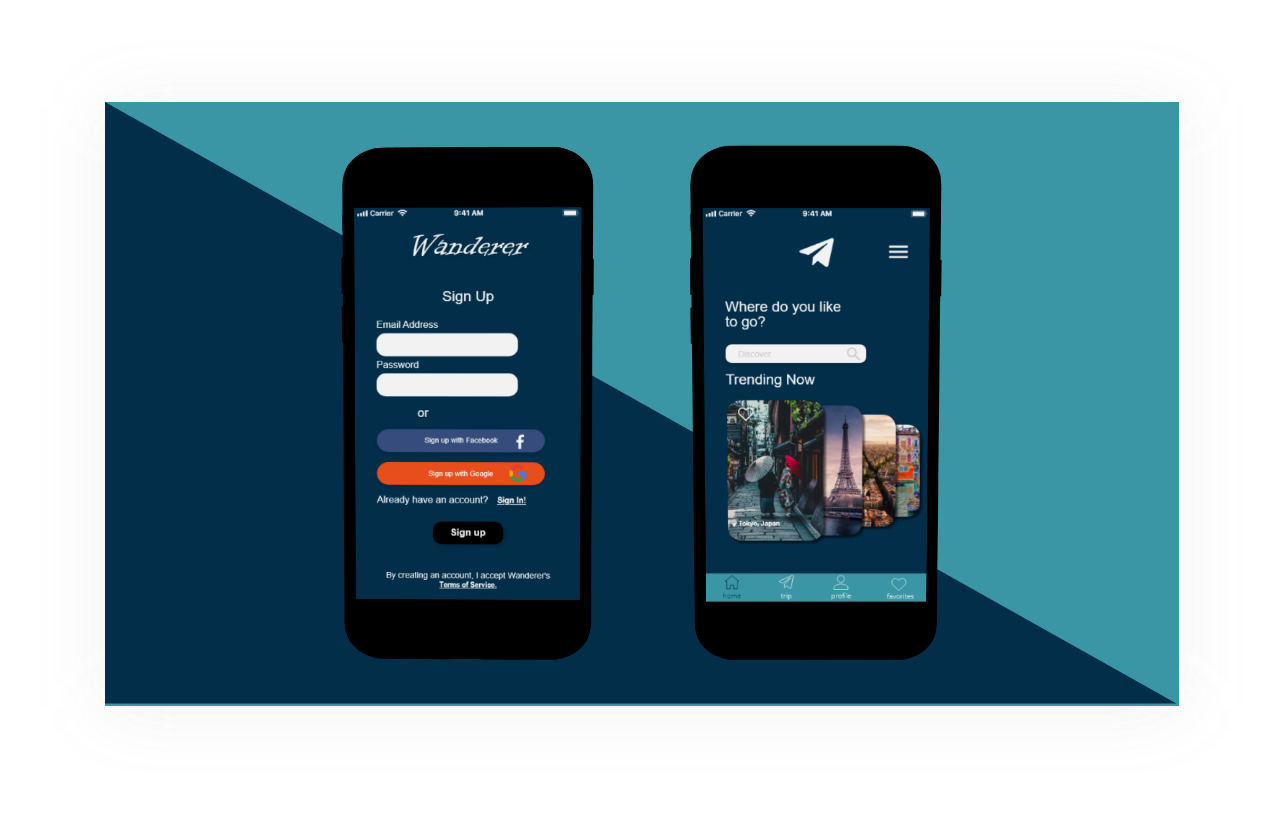 Carrier 9:41 AM
Wanderer
Sign Up
Email Address
Password
or
Sign up with Facebook
Sign up with Google
Already have an account? Sign In!
Sign up
By creating an account, I accept Wanderer's
Terms of Service.
Carrier 9:41 AM
Where do you like
to go?
Discover
Trending Now
Tokyo, Japan
home trip profile favorites